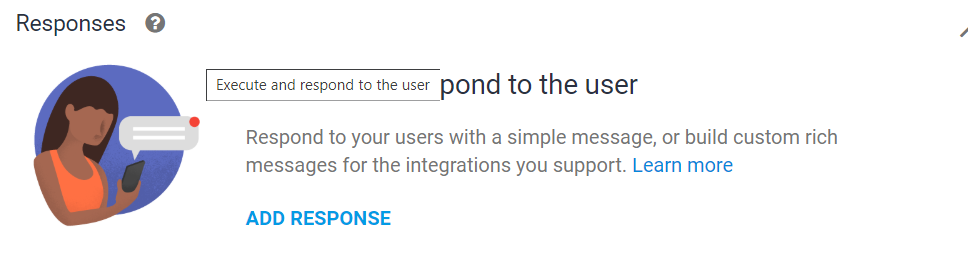 Responses ?
Execute and respond to the user
pond to the user
Respond to your users with a simple message, or build custom rich
messages for the integrations you support. Learn more
ADD RESPONSE